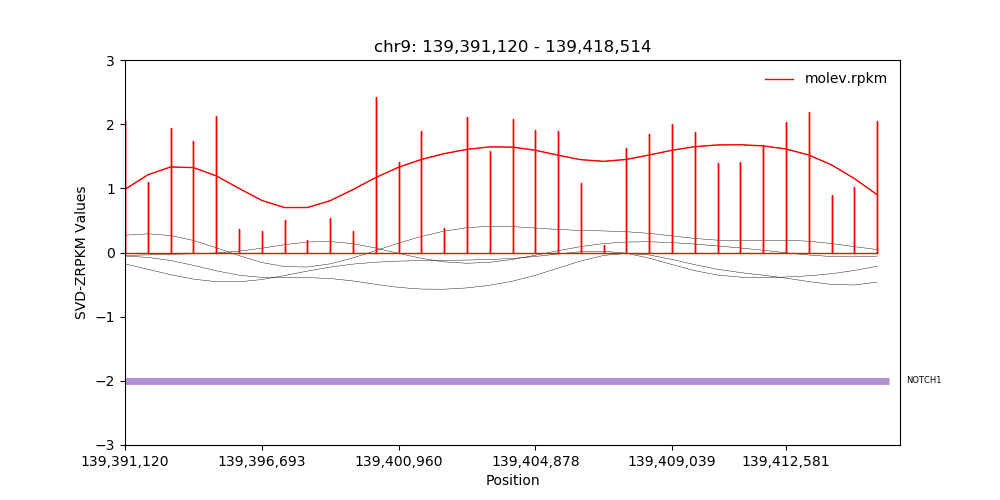 chr9: 139,391,120 - 139,418,514
molev.rpkm
SVD-ZRPKM Values
3
2
1
0
−1
−2
−3
NOTCH1
139,391,120 139,396,693 139,400,960 139,404,878 139,409,039 139,412,581
Position